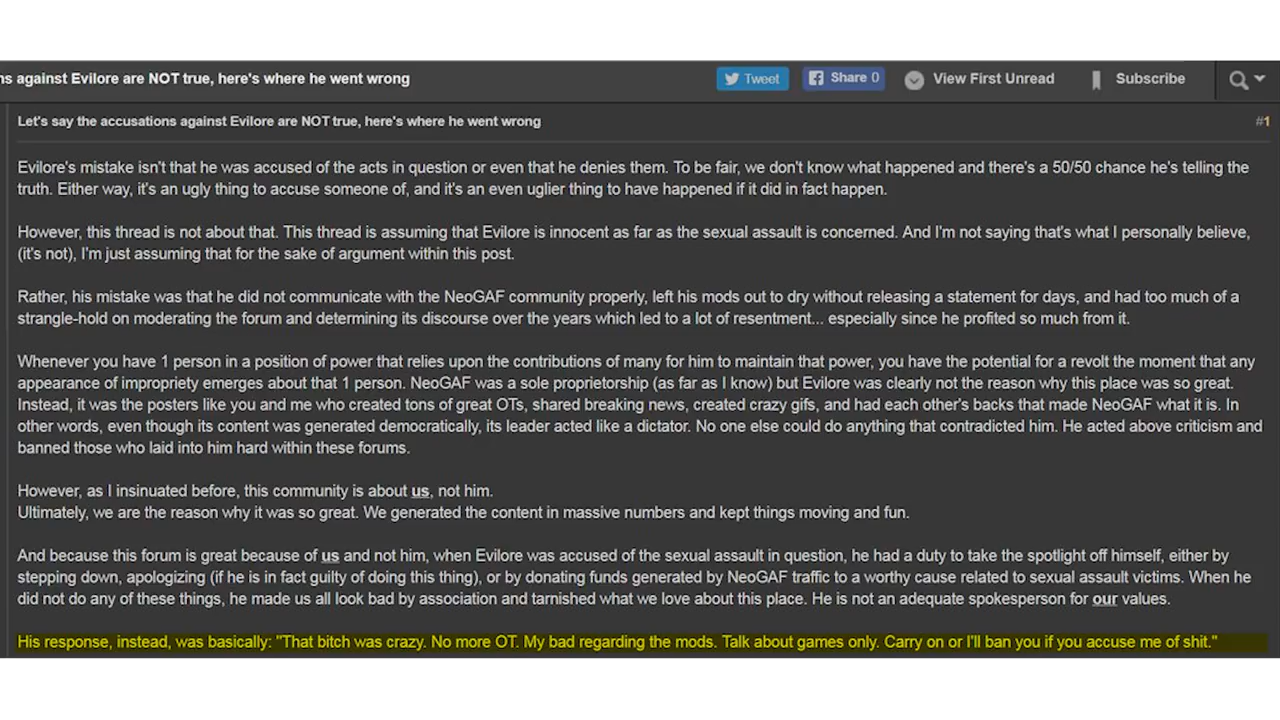 ns against Evilore are NOT true, here's where he went wrong
Tweet
Share 0
View First Unread
Subscribe
Let's say the accusations against Evilore are NOT true, here's where he went wrong
#1
Evilore's mistake isn't that he was accused of the acts in question or even that he denies them. To be fair, we don't know what happened and there's a 50/50 chance he's telling the
truth. Either way, it's an ugly thing to accuse someone of, and it's an even uglier thing to have happened if it did in fact happen.
However, this thread is not about that. This thread is assuming that Evilore is innocent as far as the sexual assault is concerned. And I'm not saying that's what I personally believe,
(it's not), I'm just assuming that for the sake of argument within this post.
Rather, his mistake was that he did not communicate with the NeoGAF community properly, left his mods out to dry without releasing a statement for days, and had too much of a
strangle-hold on moderating the forum and determining its discourse over the years which led to a lot of resentment... especially since he profited so much from it.
Whenever you have 1 person in a position of power that relies upon the contributions of many for him to maintain that power, you have the potential for a revolt the moment that any
appearance of impropriety emerges about that 1 person. NeoGAF was a sole proprietorship (as far as I know) but Evilore was clearly not the reason why this place was so great.
Instead, it was the posters like you and me who created tons of great OTs, shared breaking news, created crazy gifs, and had each other's backs that made NeoGAF what it is. In
other words, even though its content was generated democratically, its leader acted like a dictator. No one else could do anything that contradicted him. He acted above criticism and
banned those who laid into him hard within these forums.
However, as I insinuated before, this community is about us, not him.
Ultimately, we are the reason why it was so great. We generated the content in massive numbers and kept things moving and fun.
And because this forum is great because of us and not him, when Evilore was accused of the sexual assault in question, he had a duty to take the spotlight off himself, either by
stepping down, apologizing (if he is in fact guilty of doing this thing), or by donating funds generated by NeoGAF traffic to a worthy cause related to sexual assault victims. When he
did not do any of these things, he made us all look bad by association and tarnished what we love about this place. He is not an adequate spokesperson for our values.
His response, instead, was basically: "That bitch was crazy. No more OT. My bad regarding the mods. Talk about games only. Carry on or I'll ban you if you accuse me of shit."